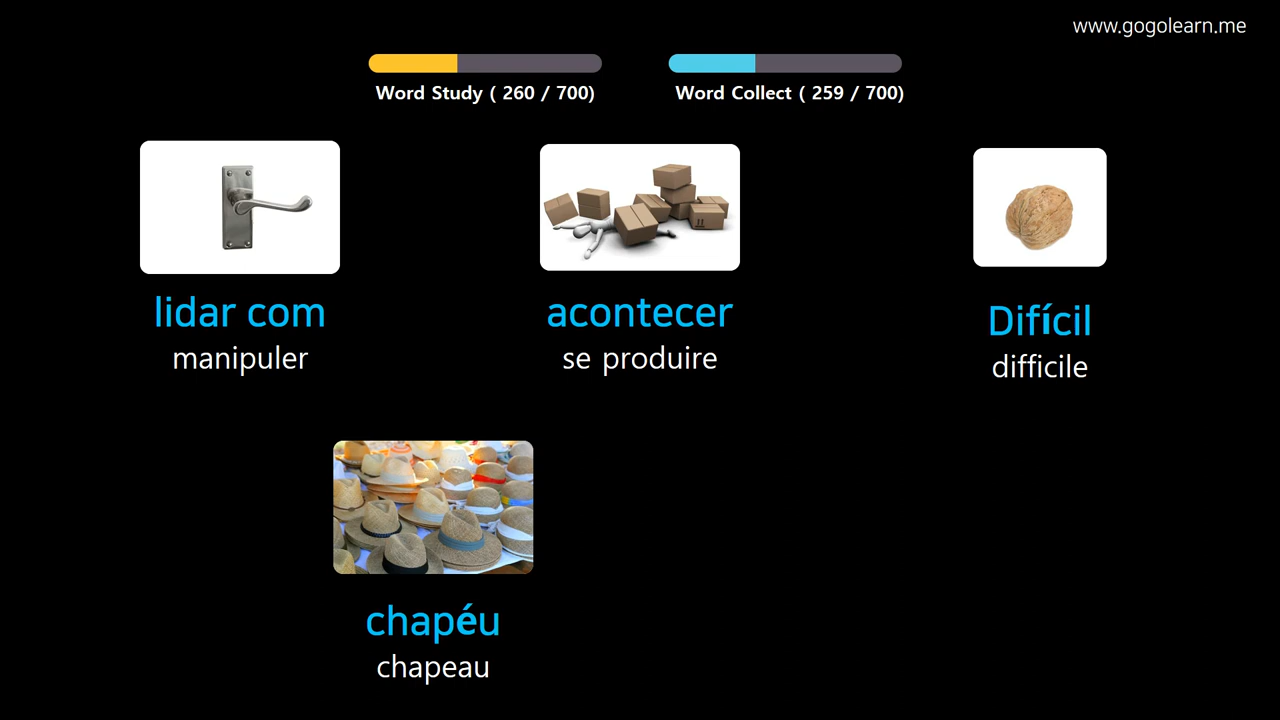 www.gogolearn.me
Word Study ( 260 / 700)
Word Collect ( 259 / 700)
lidar com
manipuler
acontecer
se produire
Difícil
difficile
chapéu
chapeau